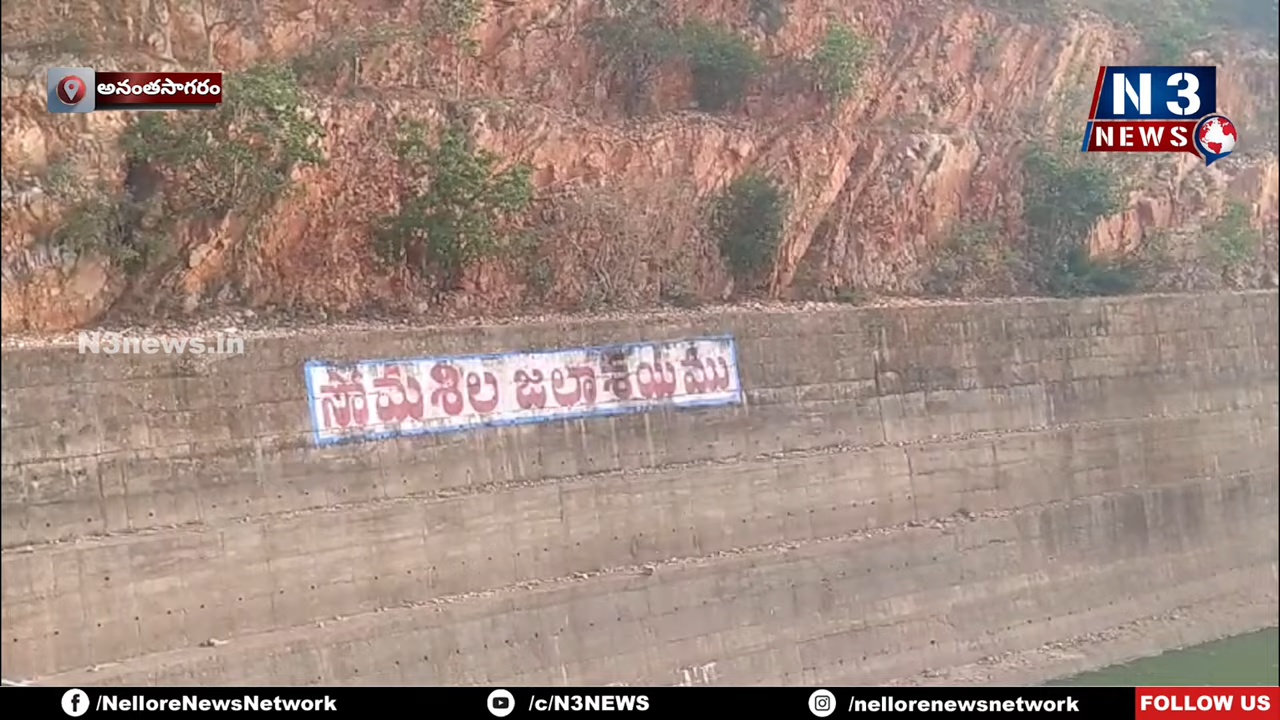 అనంతసాగరం
N3
NEWS
N3news.in
సోమశిల జలాశయము
/NelloreNewsNetwork
/c/N3NEWS
/nellorenewsnetwork
FOLLOW US